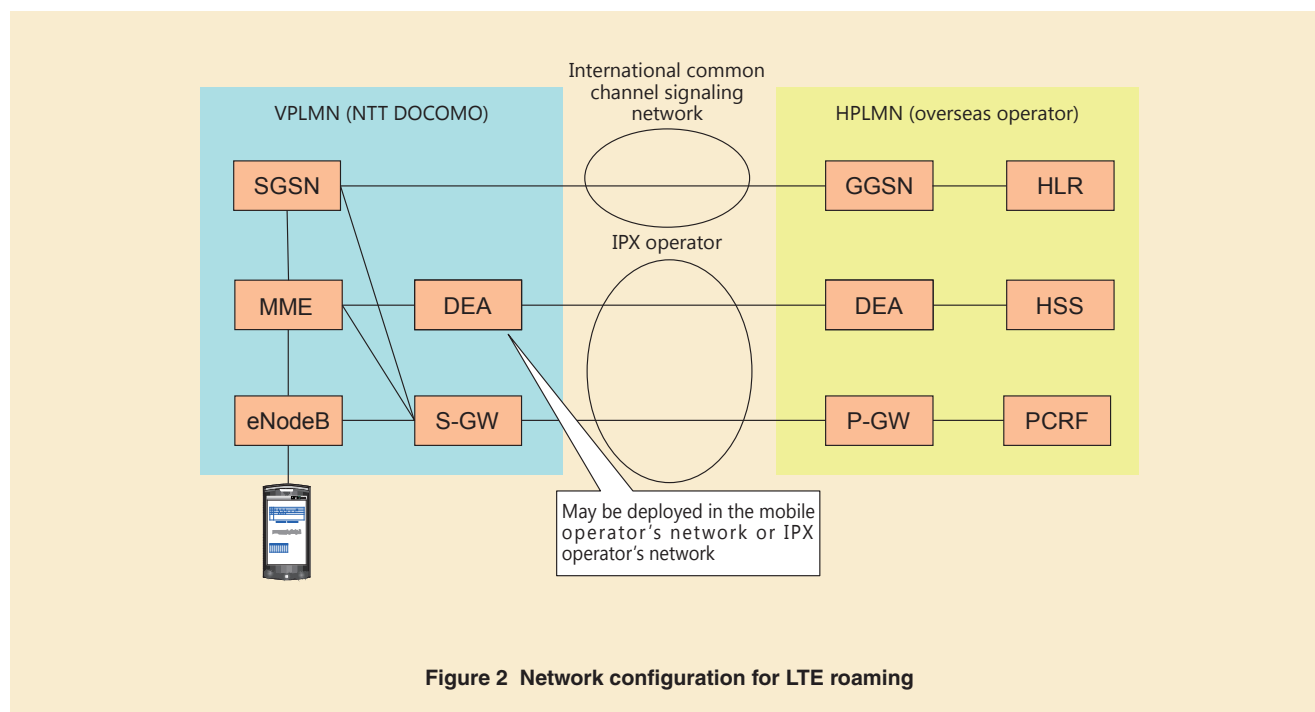 International common
channel signaling
network
VPLMN (NTT DOCOMO)
HPLMN (overseas operator)
SGSN
GGSN
HLR
IPX operator
MME
DEA
DEA
HSS
eNodeB
S-GW
P-GW
PCRF
May be deployed in the mobile
operator's network or IPX
operator's network
Figure 2 Network configuration for LTE roaming